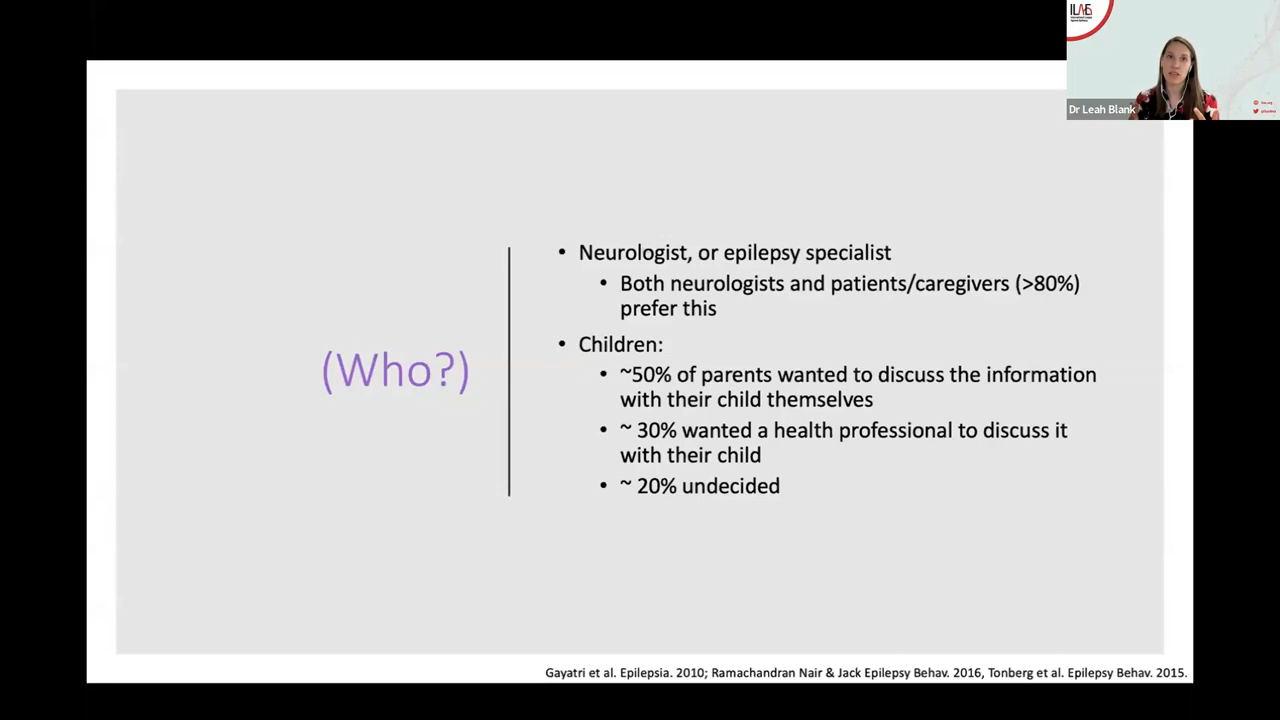 ILAE
Dr Leah Blank
(Who?)
• Neurologist, or epilepsy specialist
• Both neurologists and patients/caregivers (>80%)
prefer this
• Children:
• ~50% of parents wanted to discuss the information
with their child themselves
• ~ 30% wanted a health professional to discuss it
with their child
• ~ 20% undecided
Gayatri et al. Epilepsia. 2010; Ramachandran Nair & Jack Epilepsy Behav. 2016, Tonberg et al. Epilepsy Behav. 2015.